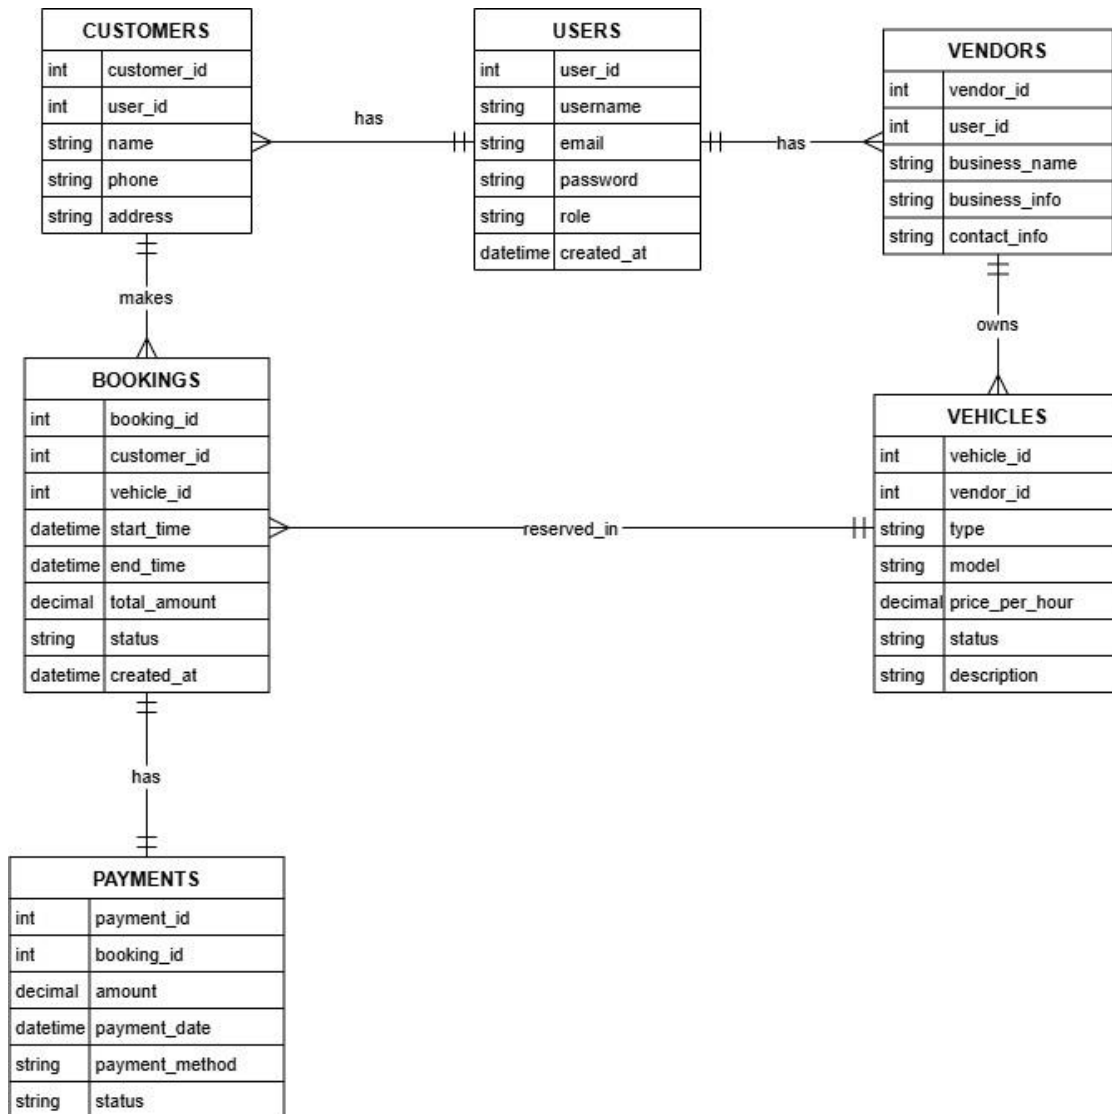 CUSTOMERS
int customer_id
int user_id
string name
string phone
string address
has
USERS
int user_id
string username
string email
string password
string role
datetime created_at
has
VENDORS
int vendor_id
int user_id
string business_name
string business_info
string contact_info
makes
owns
BOOKINGS
int booking_id
int customer_id
int vehicle_id
datetime start_time
datetime end_time
decimal total_amount
string status
datetime created_at
reserved_in
VEHICLES
int vehicle_id
int vendor_id
string type
string model
decimal price_per_hour
string status
string description
has
PAYMENTS
int payment_id
int booking_id
decimal amount
datetime payment_date
string payment_method
string status